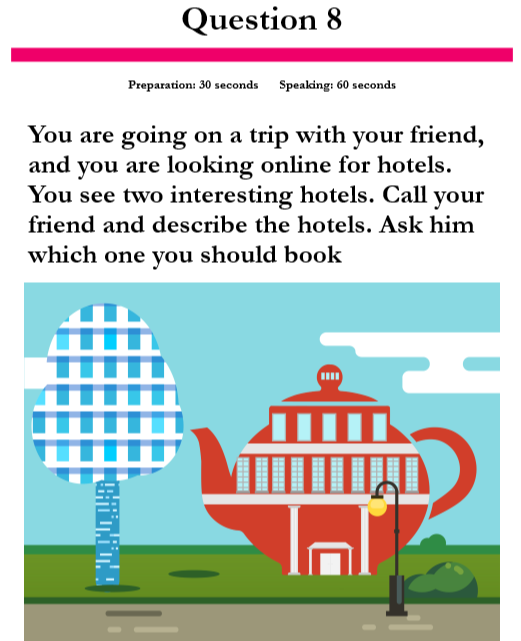 Question 8
Preparation: 30 seconds Speaking: 60 seconds
You are going on a trip with your friend,
and you are looking online for hotels.
You see two interesting hotels. Call your
friend and describe the hotels. Ask him
which one you should book